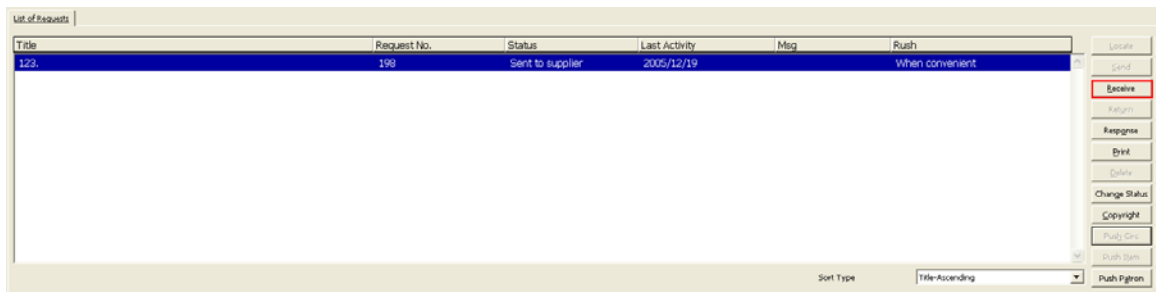 List of Requests
Title Request No. Status Last Activity Msg Rush
123. 198 Sent to supplier 2005/12/19 When convenient
Locate
Send
Receive
Return
Response
Print
Delete
Change Status
Copyright
Push Circ
Push Item
Sort Type Title-Ascending Push Patron